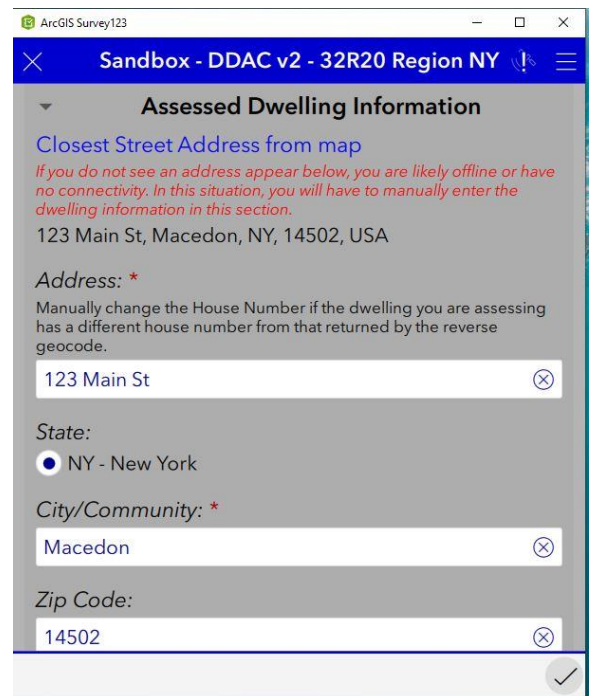 ArcGIS Survey123
Sandbox - DDAC v2 - 32R20 Region NY
Assessed Dwelling Information
Closest Street Address from map
If you do not see an address appear below, you are likely offline or have
no connectivity. In this situation, you will have to manually enter the
dwelling information in this section.
123 Main St, Macedon, NY, 14502, USA
Address: *
Manually change the House Number if the dwelling you are assessing
has a different house number from that returned by the reverse
geocode.
123 Main St
State:
NY - New York
City/Community: *
Macedon
Zip Code:
14502